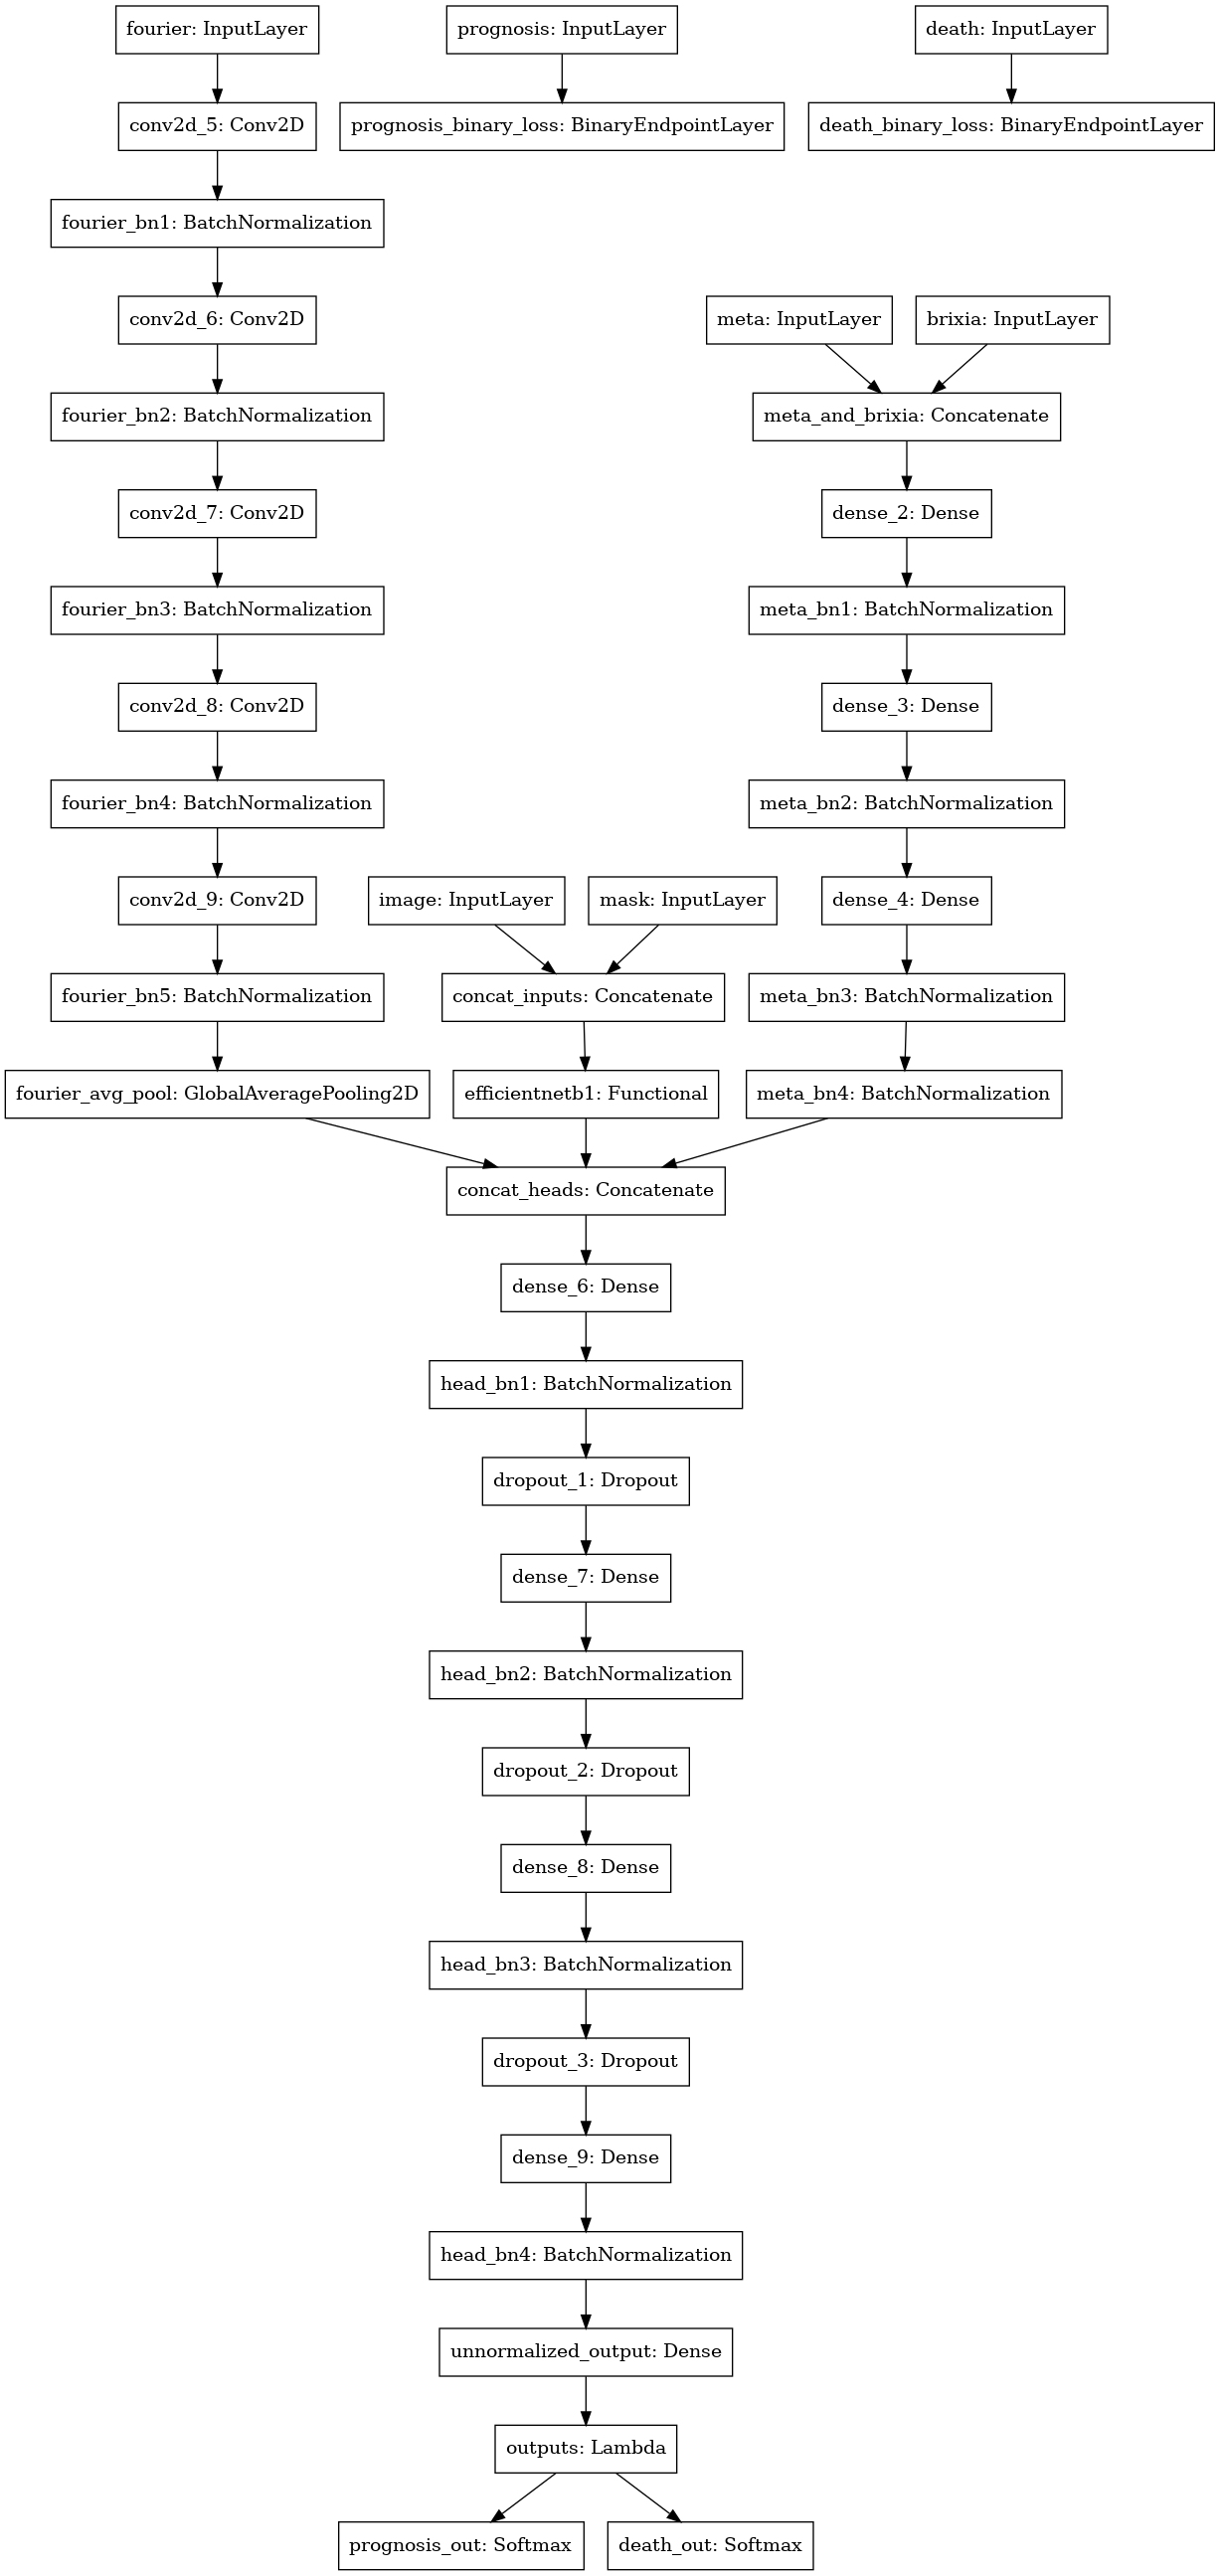 fourier: InputLayer
prognosis: InputLayer
death: InputLayer
conv2d_5: Conv2D
prognosis_binary_loss: BinaryEndpointLayer
death_binary_loss: BinaryEndpointLayer
fourier_bn1: BatchNormalization
conv2d_6: Conv2D
meta: InputLayer
brixia: InputLayer
fourier_bn2: BatchNormalization
meta_and_brixia: Concatenate
conv2d_7: Conv2D
dense_2: Dense
fourier_bn3: BatchNormalization
meta_bn1: BatchNormalization
conv2d_8: Conv2D
dense_3: Dense
fourier_bn4: BatchNormalization
meta_bn2: BatchNormalization
conv2d_9: Conv2D
image: InputLayer
mask: InputLayer
dense_4: Dense
fourier_bn5: BatchNormalization
concat_inputs: Concatenate
meta_bn3: BatchNormalization
fourier_avg_pool: GlobalAveragePooling2D
efficientnetb1: Functional
meta_bn4: BatchNormalization
concat_heads: Concatenate
dense_6: Dense
head_bn1: BatchNormalization
dropout_1: Dropout
dense_7: Dense
head_bn2: BatchNormalization
dropout_2: Dropout
dense_8: Dense
head_bn3: BatchNormalization
dropout_3: Dropout
dense_9: Dense
head_bn4: BatchNormalization
unnormalized_output: Dense
outputs: Lambda
prognosis_out: Softmax
death_out: Softmax